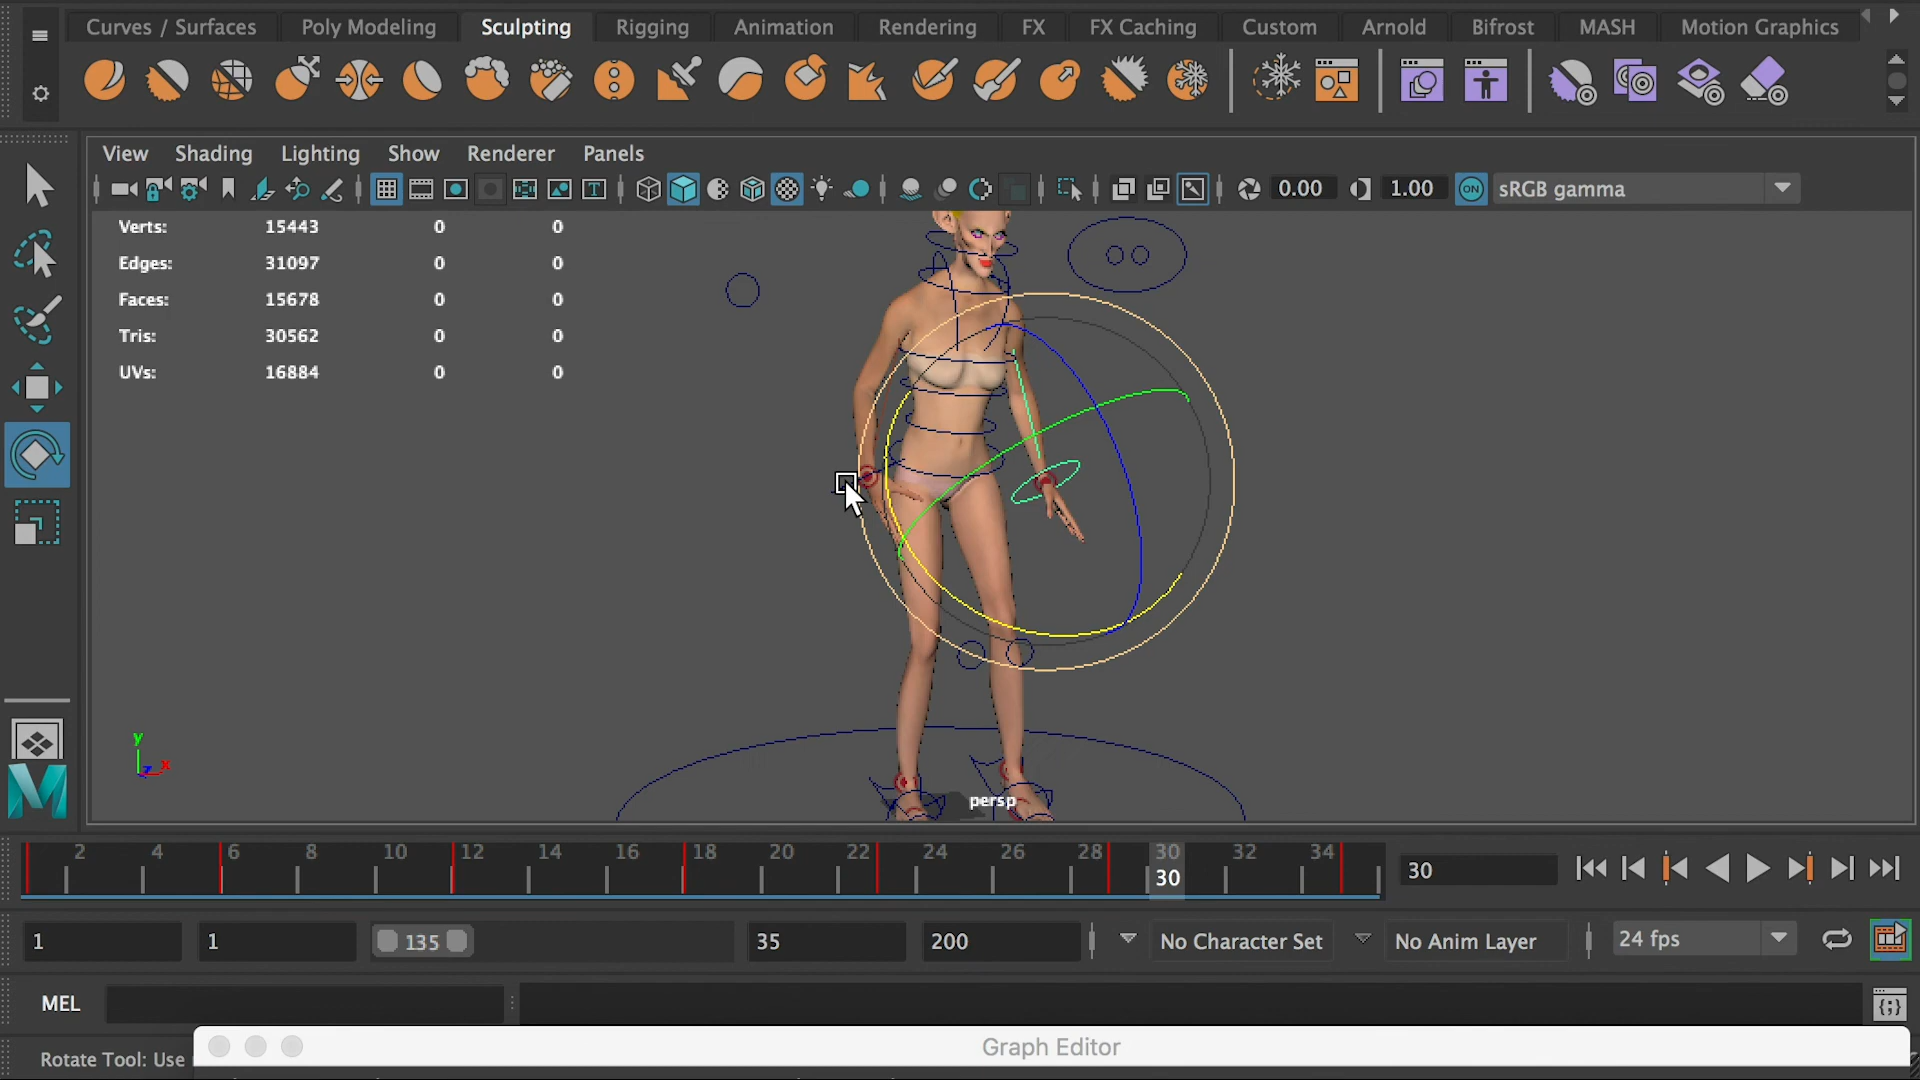 Curves / Surfaces Poly Modeling Sculpting Rigging Animation Rendering FX FX Caching Custom Arnold Bifrost MASH Motion Graphics
View Shading Lighting Show Renderer Panels
0.00 1.00 ON sRGB gamma
Verts: 15443 0 0
Edges: 31097 0 0
Faces: 15678 0 0
Tris: 30562 0 0
UVs: 16884 0 0
y
z x
persp
2 4 6 8 10 12 14 16 18 20 22 24 26 28 30 32 34
30 30
1 1 135 35 200 No Character Set No Anim Layer 24 fps
MEL
Graph Editor
Rotate Tool: Use